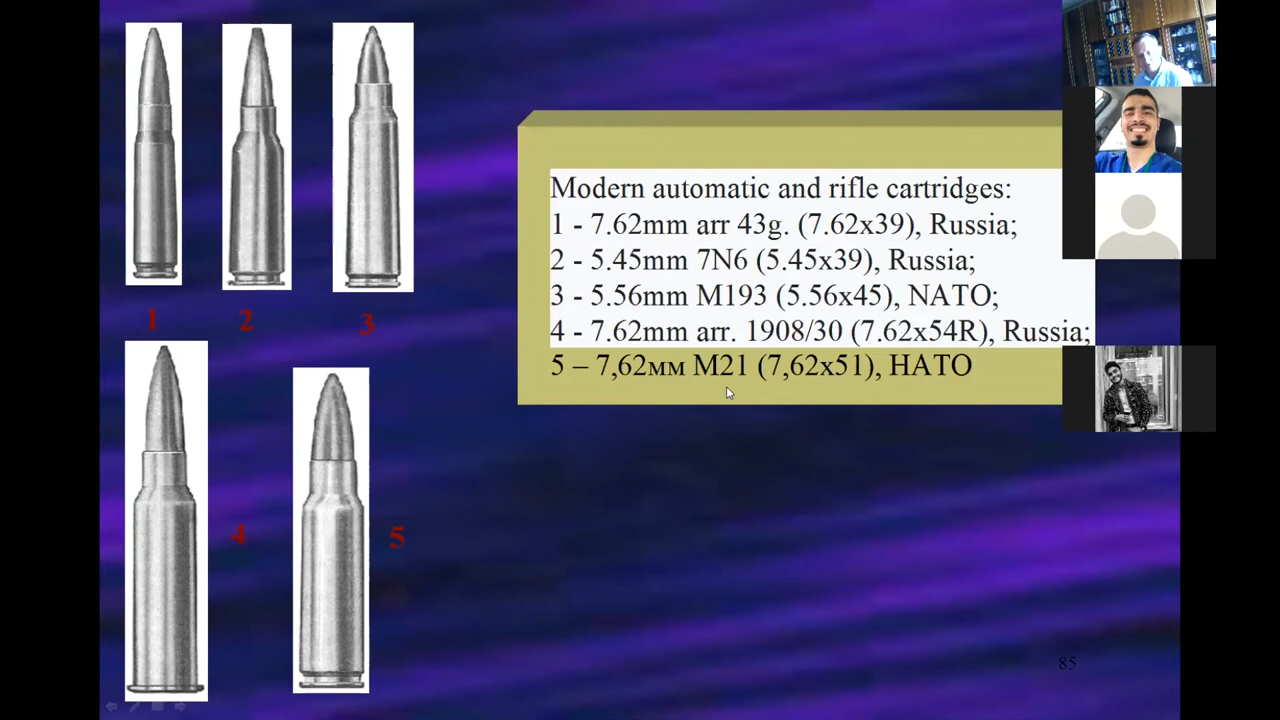 1
2
3
4
5
Modern automatic and rifle cartridges:
1 - 7.62mm arr 43g. (7.62x39), Russia;
2 - 5.45mm 7N6 (5.45x39), Russia;
3 - 5.56mm M193 (5.56x45), NATO;
4 - 7.62mm arr. 1908/30 (7.62x54R), Russia;
5 – 7,62мм М21 (7,62х51), НАТО
85